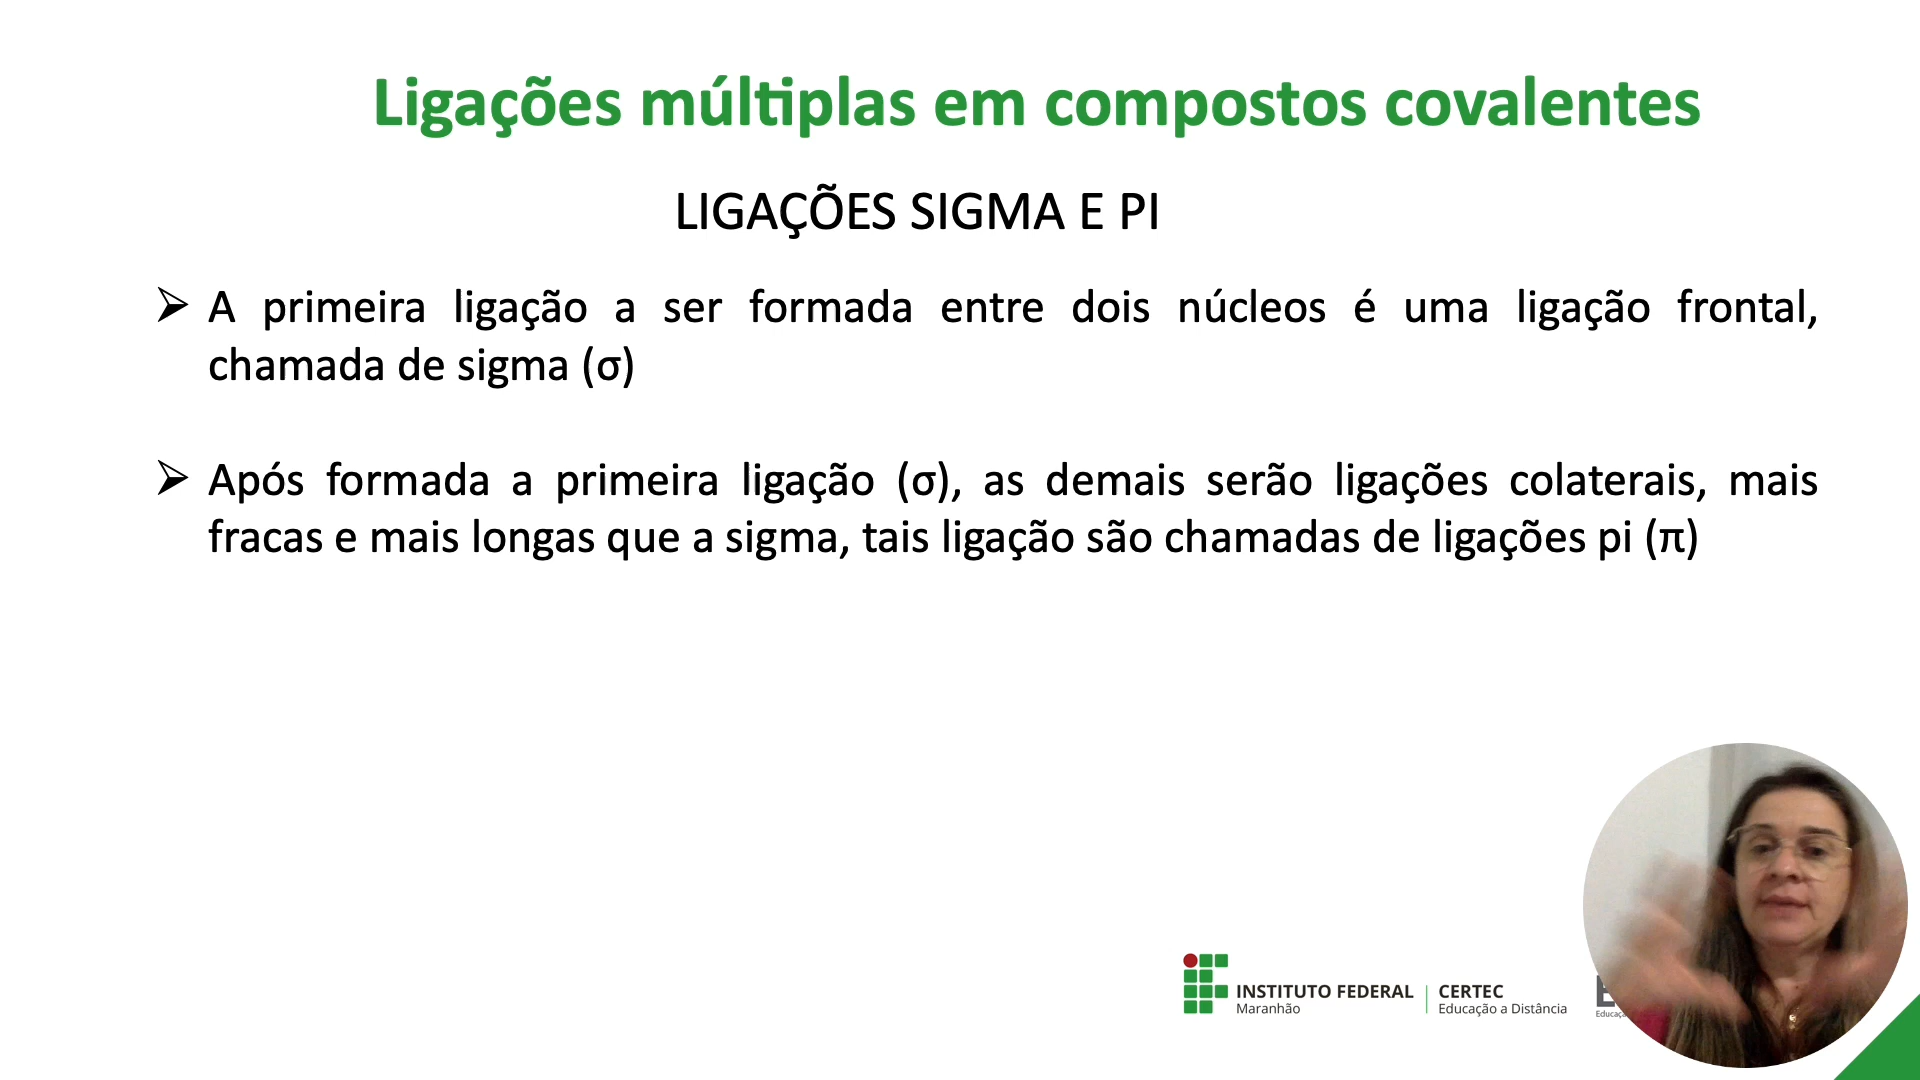 Ligações múltiplas em compostos covalentes
LIGAÇÕES SIGMA E PI
➢ A primeira ligação a ser formada entre dois núcleos é uma ligação frontal,
chamada de sigma (σ)
➢ Após formada a primeira ligação (σ), as demais serão ligações colaterais, mais
fracas e mais longas que a sigma, tais ligação são chamadas de ligações pi (π)
INSTITUTO FEDERAL
Maranhão
CERTEC
Educação a Distância